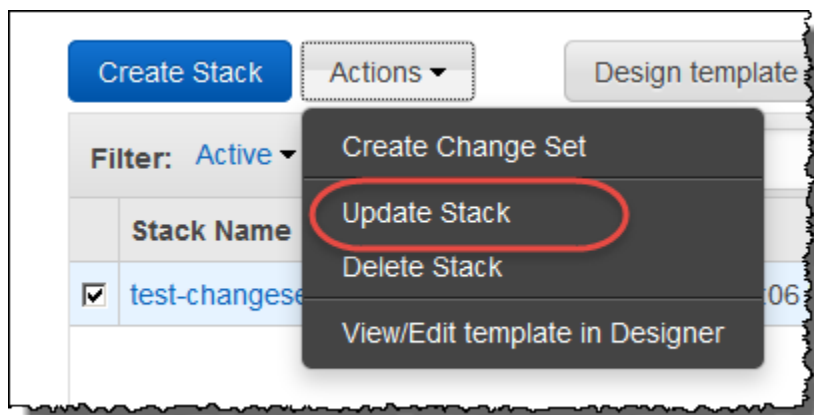 Create Stack Actions Design template
Filter: Active
Create Change Set
Stack Name
Update Stack
Delete Stack
test-changese :06
View/Edit template in Designer